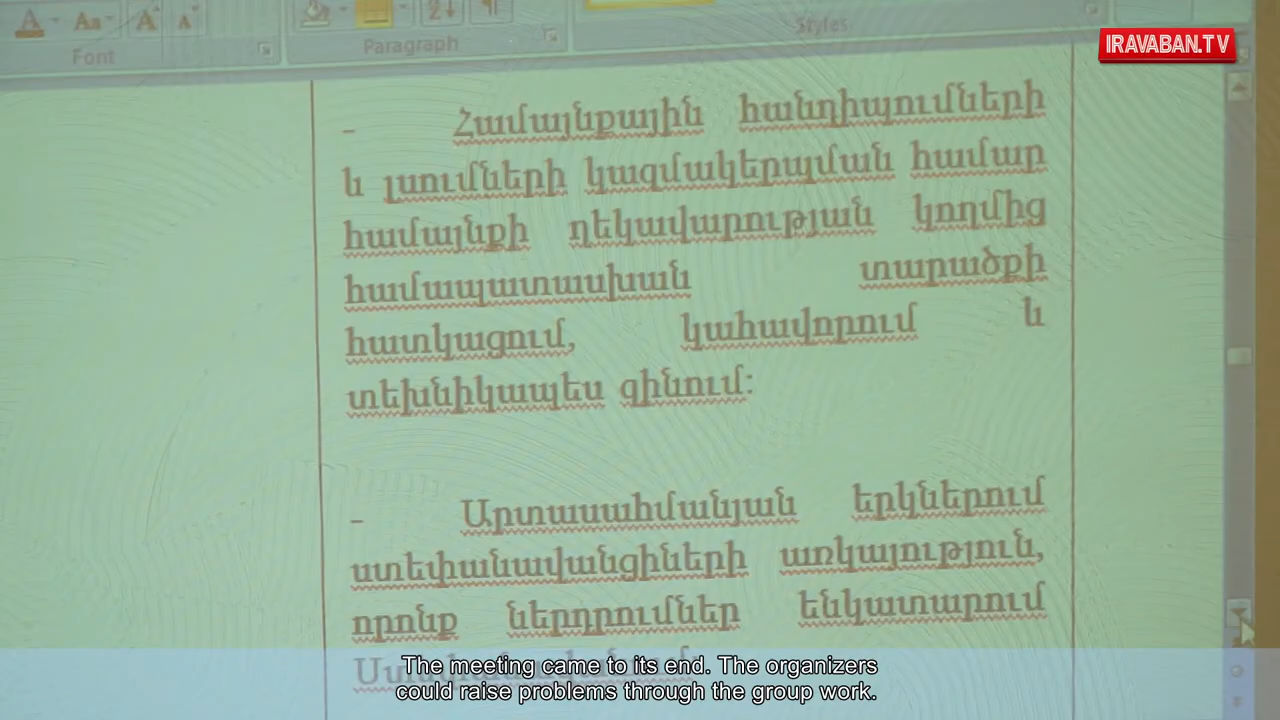 Font
Paragraph
Styles
IRAVABAN.TV
- Համայնքային հանդիպումների
և լսումների կազմակերպման համար
համայնքի ղեկավարության կողմից
համապատասխան տարածքի
հատկացում, կահավորում և
տեխնիկապես զինում:
- Արտասահմանյան երկներում
ստեփանավանցիների առկայություն,
որոնք ներդրումներ ենկատարում
The meeting came to its end. The organizers
could raise problems through the group work.